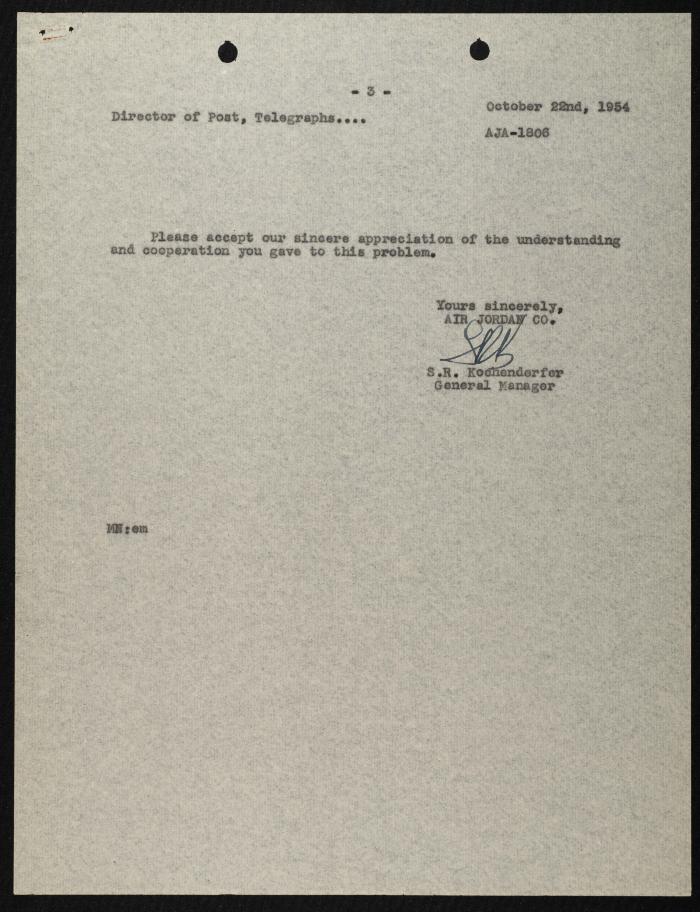 - 3 -
Director of Post, Telegraphs....
October 22nd, 1954
AJA-1806
Please accept our sincere appreciation of the understanding
and cooperation you gave to this problem.
Yours sincerely,
AIR JORDAN CO.
S.R. Kochenderfer
General Manager
MN:em